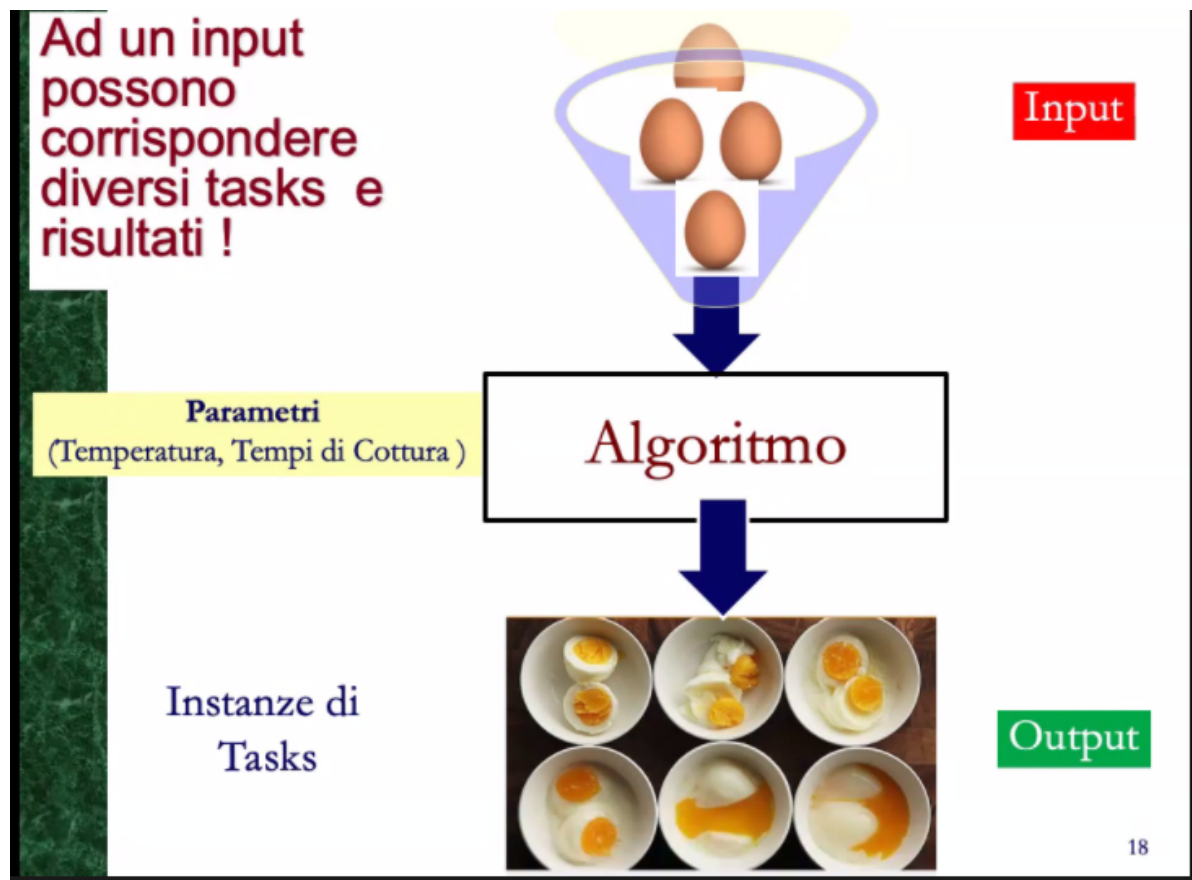 Ad un input
possono
corrispondere
diversi tasks e
risultati !
Input
Parametri
(Temperatura, Tempi di Cottura )
Algoritmo
Instanze di
Tasks
Output
18